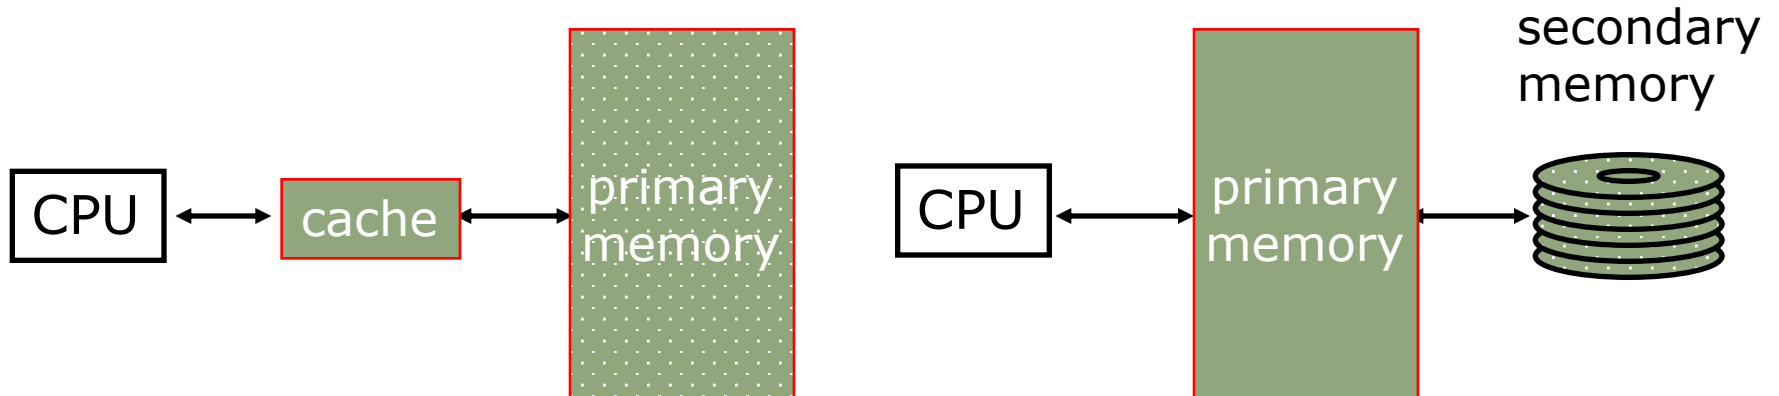 CPU
cache
primary
memory
CPU
primary
memory
secondary
memory